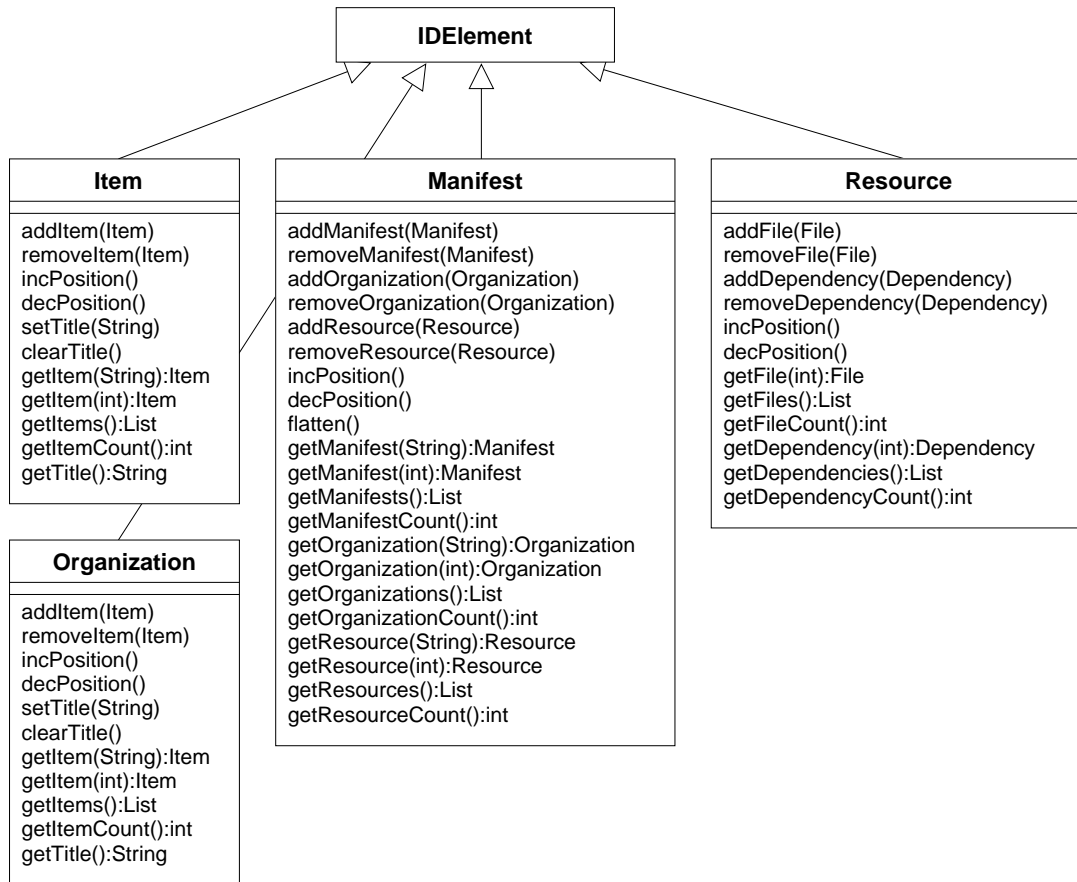 IDElement
Item
addItem(Item)
removeItem(Item)
incPosition()
decPosition()
setTitle(String)
clearTitle()
getItem(String):Item
getItem(int):Item
getItems():List
getItemCount():int
getTitle():String
Manifest
addManifest(Manifest)
removeManifest(Manifest)
addOrganization(Organization)
removeOrganization(Organization)
addResource(Resource)
removeResource(Resource)
incPosition()
decPosition()
flatten()
getManifest(String):Manifest
getManifest(int):Manifest
getManifests():List
getManifestCount():int
getOrganization(String):Organization
getOrganization(int):Organization
getOrganizations():List
getOrganizationCount():int
getResource(String):Resource
getResource(int):Resource
getResources():List
getResourceCount():int
Resource
addFile(File)
removeFile(File)
addDependency(Dependency)
removeDependency(Dependency)
incPosition()
decPosition()
getFile(int):File
getFiles():List
getFileCount():int
getDependency(int):Dependency
getDependencies():List
getDependencyCount():int
Organization
addItem(Item)
removeItem(Item)
incPosition()
decPosition()
setTitle(String)
clearTitle()
getItem(String):Item
getItem(int):Item
getItems():List
getItemCount():int
getTitle():String